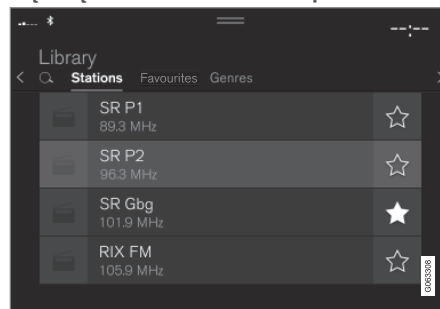 --:--
Library
Stations Favourites Genres
SR P1
89.3 MHz
SR P2
96.3 MHz
SR Gbg
101.9 MHz
RIX FM
105.9 MHz
G063308